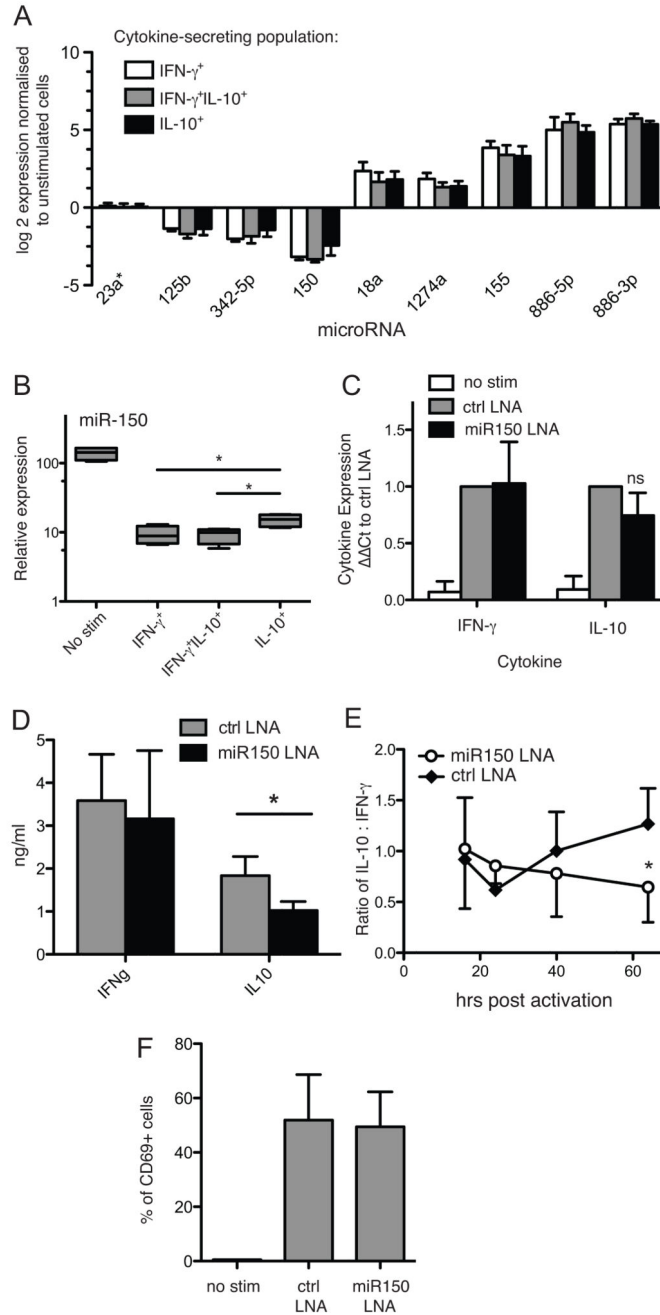 A
Cytokine-secreting population:
IFN-γ⁺
IFN-γ⁺IL-10⁺
IL-10⁺
log 2 expression normalised
to unstimulated cells
10
5
0
-5
23a*
125b
342-5p
150
18a
1274a
155
886-5p
886-3p
microRNA
B
miR-150
Relative expression
100
10
1
*
*
No stim
IFN-γ⁺
IFN-γ⁺IL-10⁺
IL-10⁺
C
no stim
ctrl LNA
miR150 LNA
Cytokine Expression
ΔΔCt to ctrl LNA
1.5
1.0
0.5
0.0
ns
IFN-γ
IL-10
Cytokine
D
ctrl LNA
miR150 LNA
ng/ml
5
4
3
2
1
0
*
IFNg
IL10
E
miR150 LNA
ctrl LNA
Ratio of IL-10 : IFN-γ
2.0
1.5
1.0
0.5
0.0
*
0
20
40
60
hrs post activation
F
% of CD69+ cells
80
60
40
20
0
no stim
ctrl
LNA
miR150
LNA